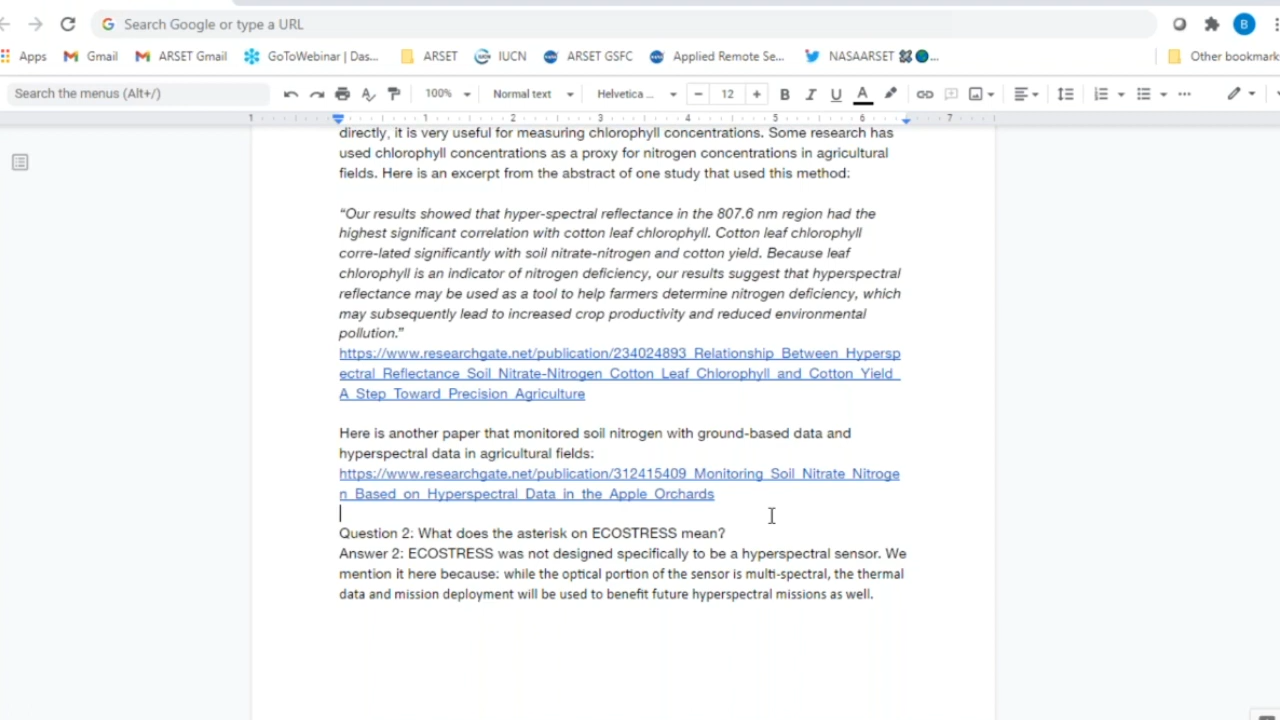 Search Google or type a URL
B
Apps
Gmail
ARSET Gmail
GoToWebinar | Das...
ARSET
IUCN
ARSET GSFC
Applied Remote Se...
NASAARSET
Other bookmark
Search the menus (Alt+/)
100%
Normal text
Helvetica ...
12
B I U A
1 1 2 3 4 5 6 7
directly, it is very useful for measuring chlorophyll concentrations. Some research has
used chlorophyll concentrations as a proxy for nitrogen concentrations in agricultural
fields. Here is an excerpt from the abstract of one study that used this method:
“Our results showed that hyper-spectral reflectance in the 807.6 nm region had the
highest significant correlation with cotton leaf chlorophyll. Cotton leaf chlorophyll
corre-lated significantly with soil nitrate-nitrogen and cotton yield. Because leaf
chlorophyll is an indicator of nitrogen deficiency, our results suggest that hyperspectral
reflectance may be used as a tool to help farmers determine nitrogen deficiency, which
may subsequently lead to increased crop productivity and reduced environmental
pollution.”
https://www.researchgate.net/publication/234024893_Relationship_Between_Hypersp
ectral_Reflectance_Soil_Nitrate-Nitrogen_Cotton_Leaf_Chlorophyll_and_Cotton_Yield_
A_Step_Toward_Precision_Agriculture
Here is another paper that monitored soil nitrogen with ground-based data and
hyperspectral data in agricultural fields:
https://www.researchgate.net/publication/312415409_Monitoring_Soil_Nitrate_Nitroge
n_Based_on_Hyperspectral_Data_in_the_Apple_Orchards
Question 2: What does the asterisk on ECOSTRESS mean?
Answer 2: ECOSTRESS was not designed specifically to be a hyperspectral sensor. We
mention it here because: while the optical portion of the sensor is multi-spectral, the thermal
data and mission deployment will be used to benefit future hyperspectral missions as well.